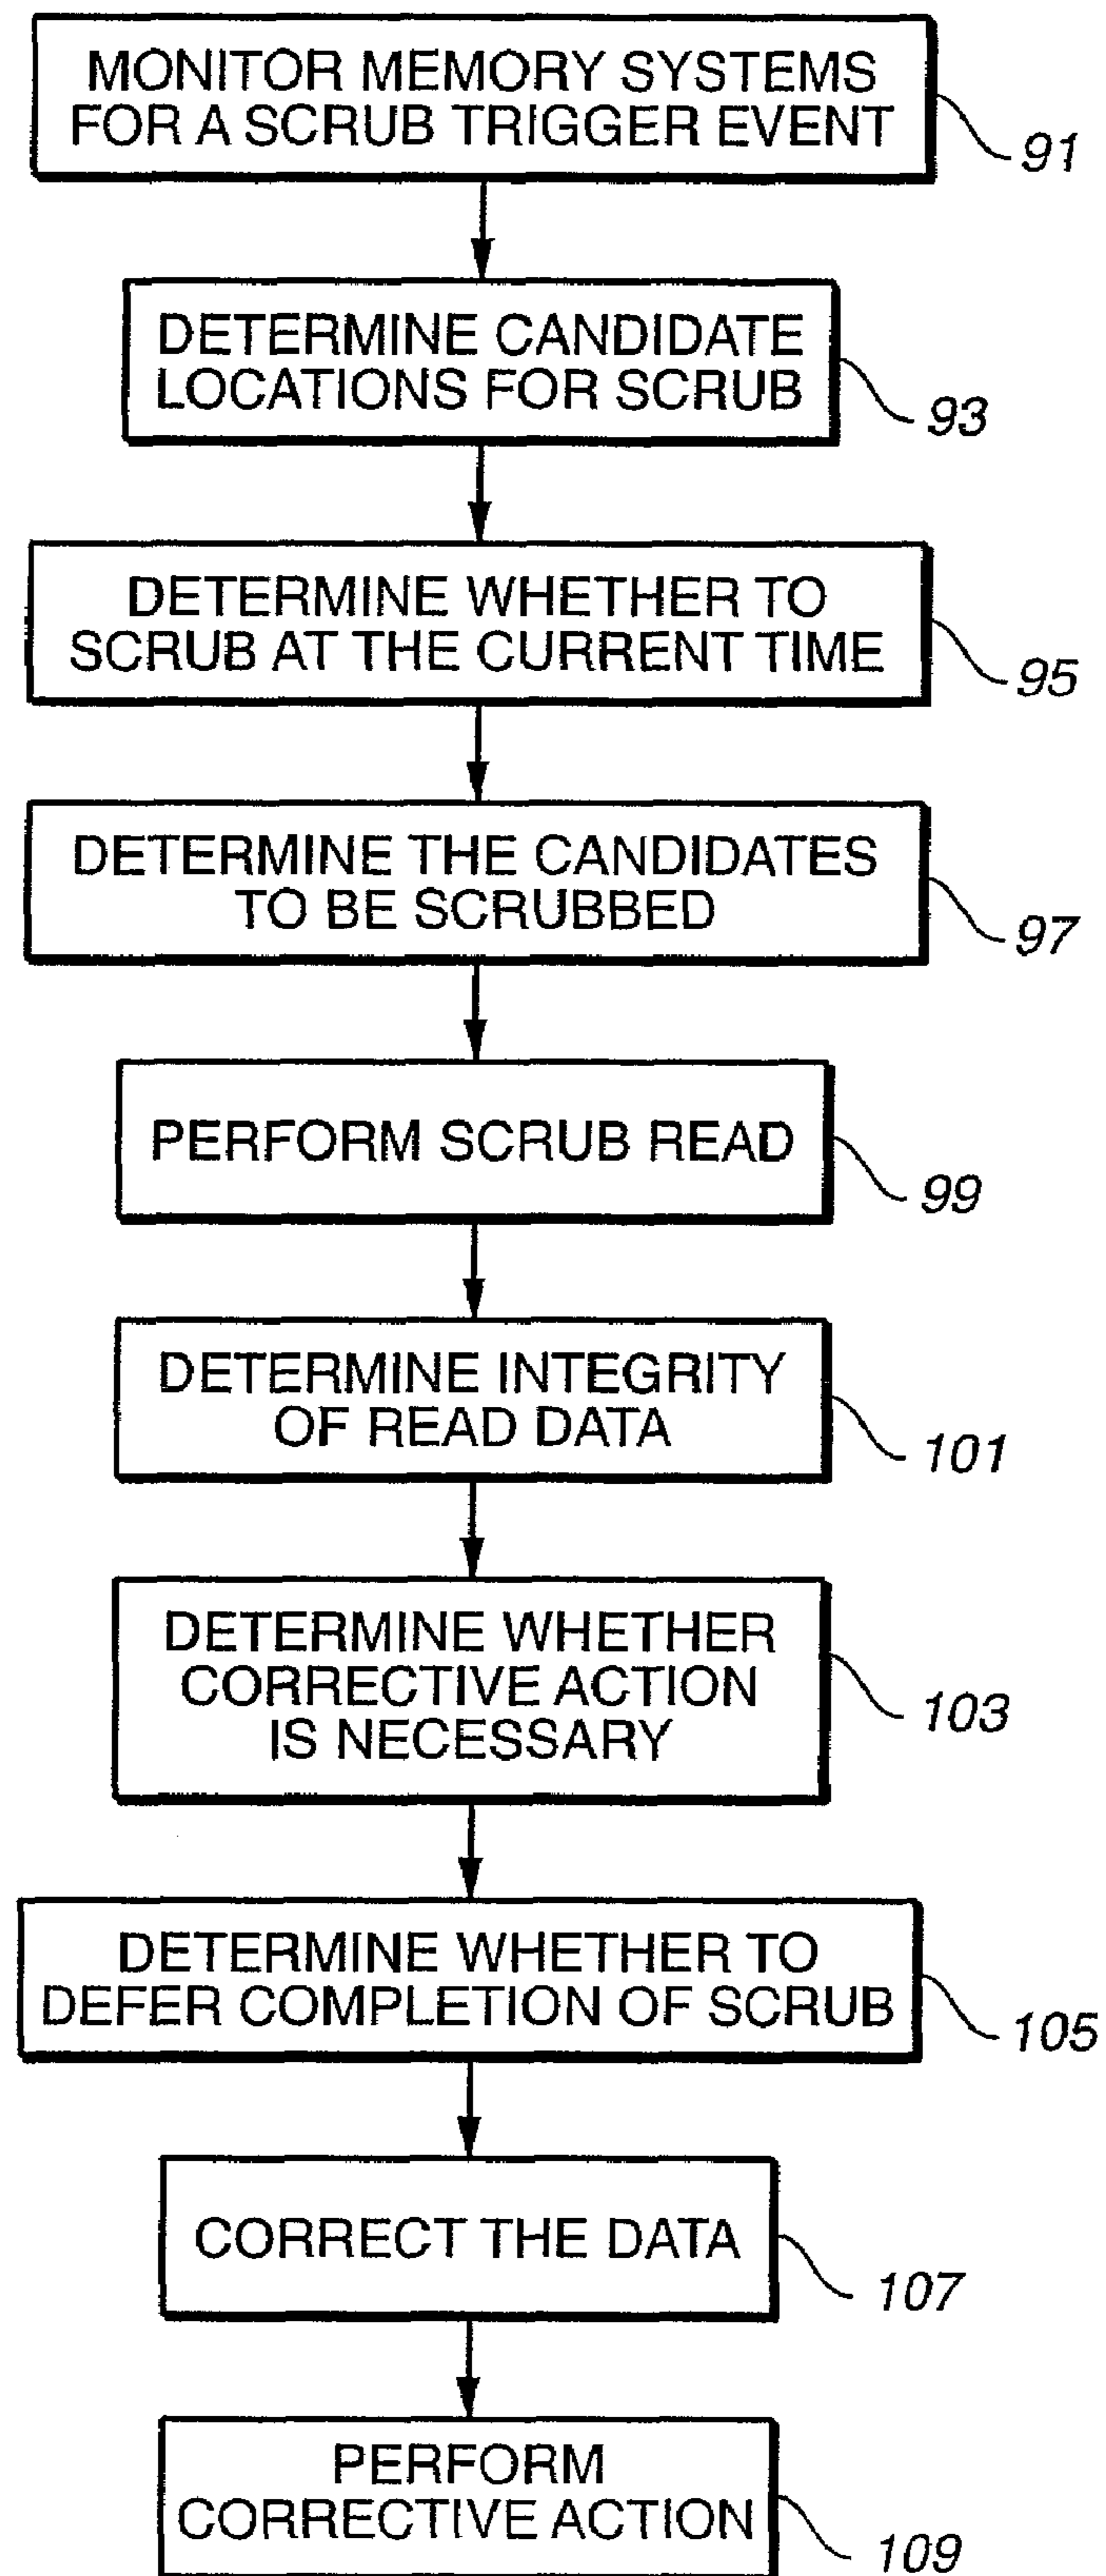 MONITOR MEMORY SYSTEMS
FOR A SCRUB TRIGGER EVENT
91
DETERMINE CANDIDATE
LOCATIONS FOR SCRUB
93
DETERMINE WHETHER TO
SCRUB AT THE CURRENT TIME
95
DETERMINE THE CANDIDATES
TO BE SCRUBBED
97
PERFORM SCRUB READ
99
DETERMINE INTEGRITY
OF READ DATA
101
DETERMINE WHETHER
CORRECTIVE ACTION
IS NECESSARY
103
DETERMINE WHETHER TO
DEFER COMPLETION OF SCRUB
105
CORRECT THE DATA
107
PERFORM
CORRECTIVE ACTION
109